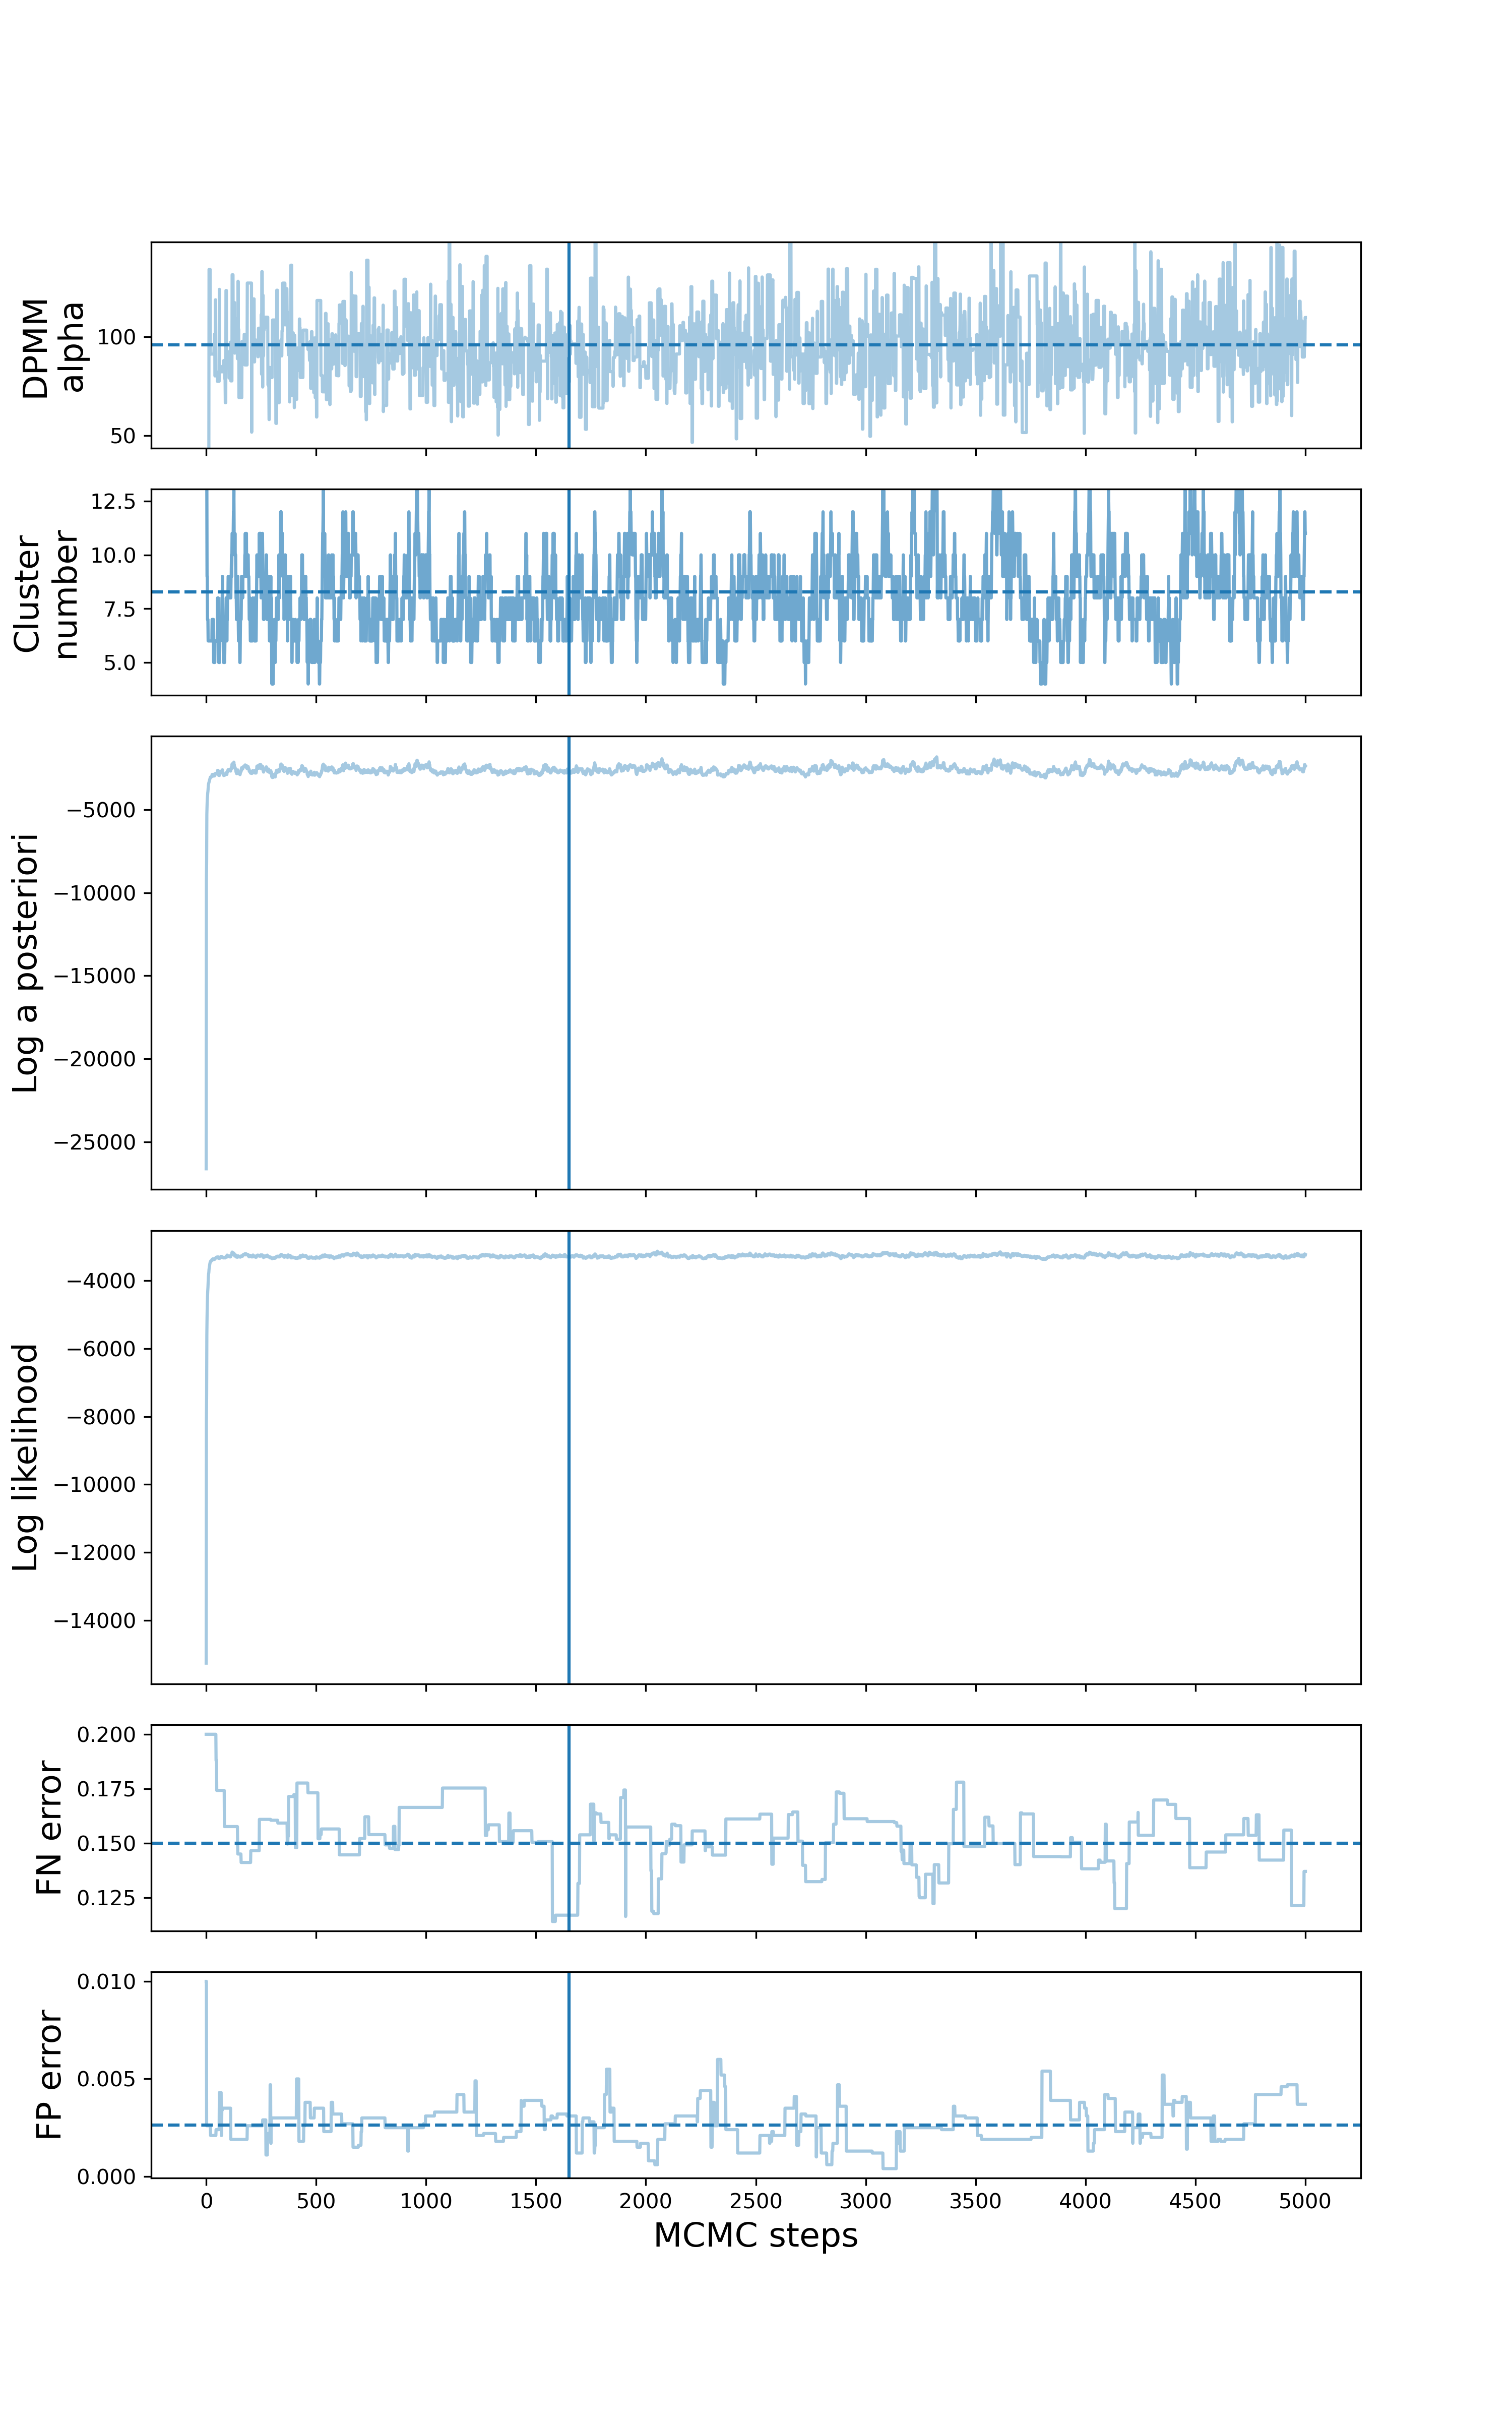 DPMM
alpha
100
50
Cluster
number
12.5
10.0
7.5
5.0
Log a posteriori
−5000
−10000
−15000
−20000
−25000
Log likelihood
−4000
−6000
−8000
−10000
−12000
−14000
FN error
0.200
0.175
0.150
0.125
FP error
0.010
0.005
0.000
0 500 1000 1500 2000 2500 3000 3500 4000 4500 5000
MCMC steps